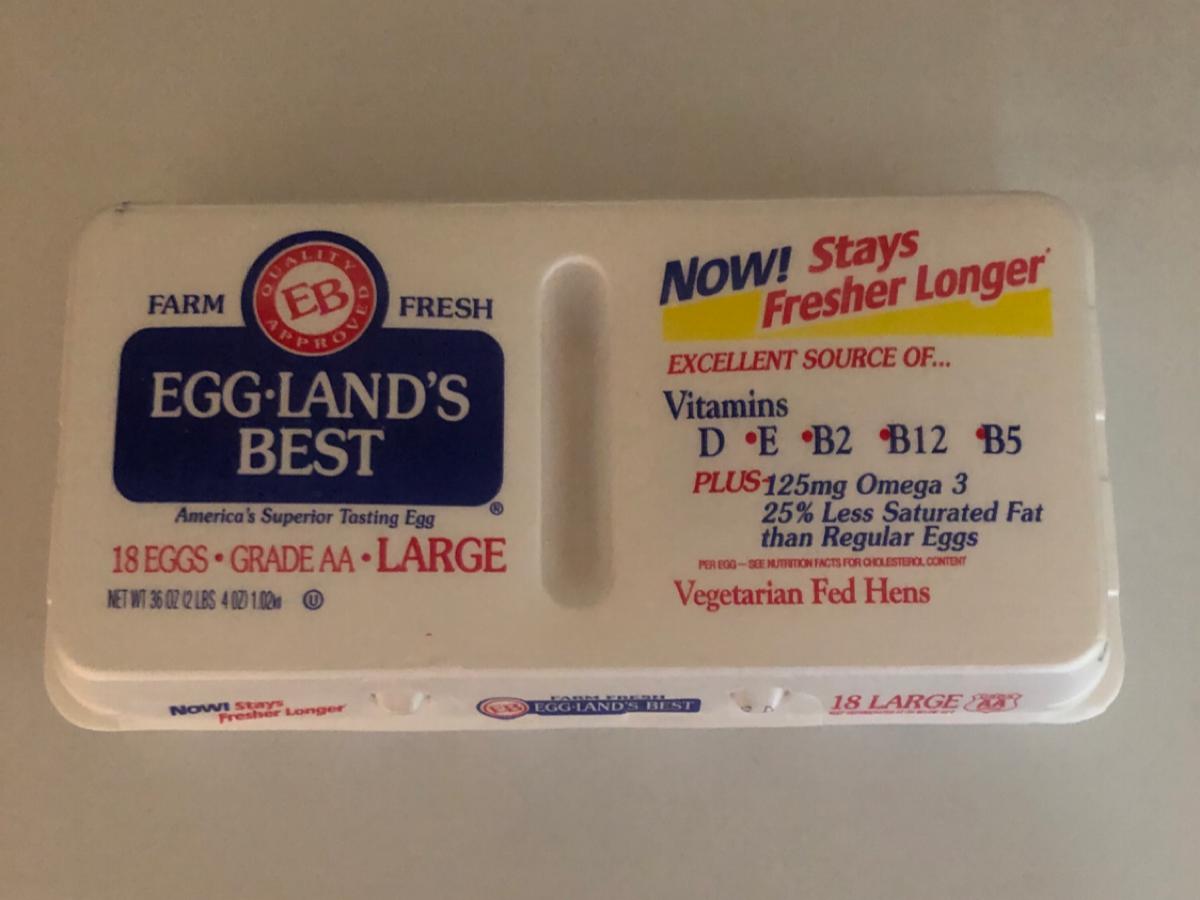 QUALITY
EB
APPROVED
FARM FRESH
EGG·LAND'S
BEST
®
America's Superior Tasting Egg
18 EGGS • GRADE AA • LARGE
NET WT 36 OZ (2 LBS 4 OZ) 1.02KG Ⓤ
NOW! Stays
Fresher Longer*
EXCELLENT SOURCE OF...
Vitamins
D •E •B2 •B12 •B5
PLUS-125mg Omega 3
25% Less Saturated Fat
than Regular Eggs
PER EGG — SEE NUTRITION FACTS FOR CHOLESTEROL CONTENT
Vegetarian Fed Hens
NOW! Stays
Fresher Longer*
FARM FRESH
EB EGG·LAND'S BEST
18 LARGE AA